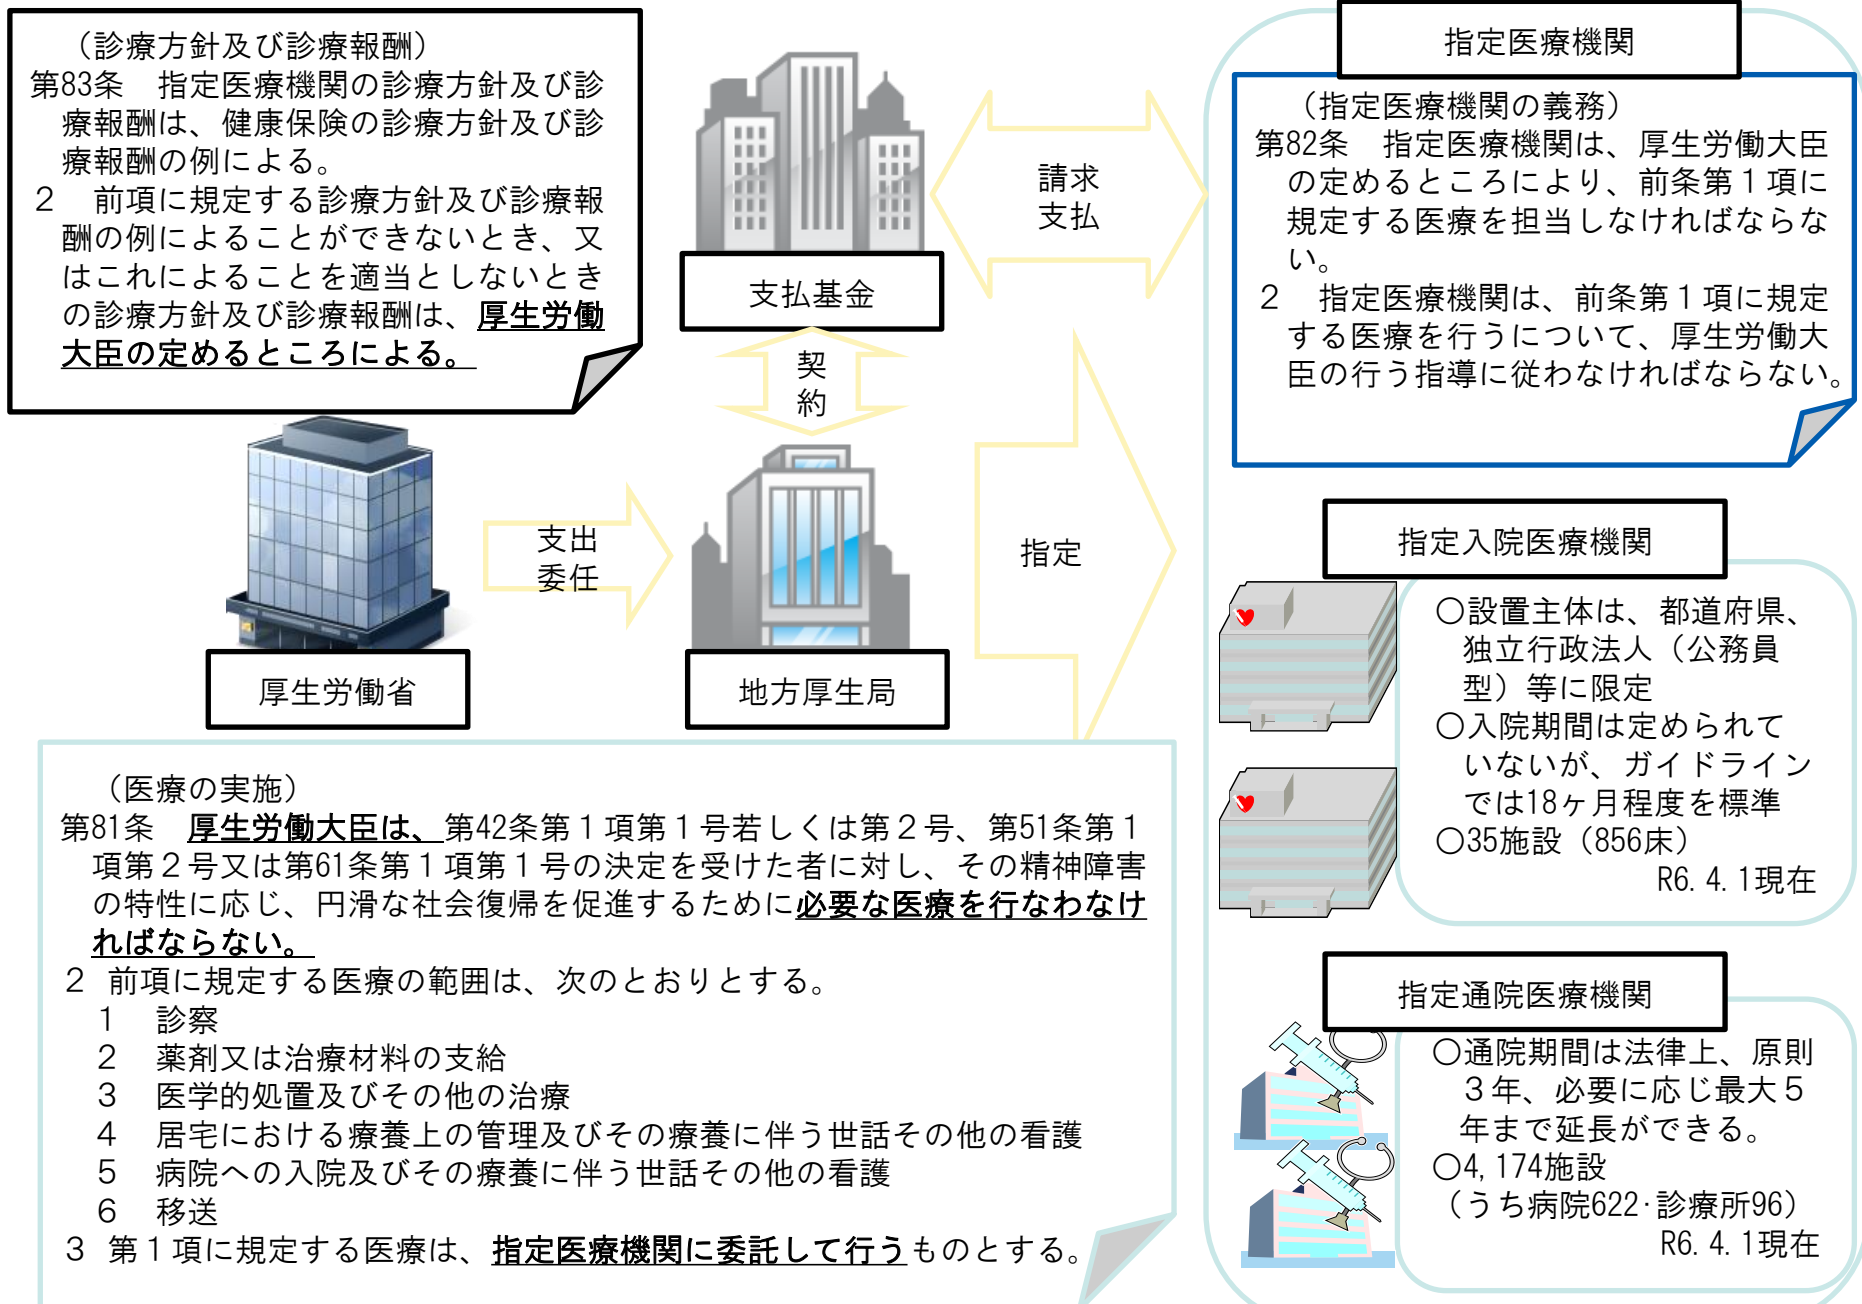 （診療方針及び診療報酬）
第83条　指定医療機関の診療方針及び診
療報酬は、健康保険の診療方針及び診
療報酬の例による。
２　前項に規定する診療方針及び診療報
酬の例によることができないとき、又
はこれによることを適当としないとき
の診療方針及び診療報酬は、厚生労働
大臣の定めるところによる。
支払基金
請求
支払
契
約
厚生労働省
支出
委任
地方厚生局
指定
（医療の実施）
第81条　厚生労働大臣は、第42条第１項第１号若しくは第２号、第51条第１
項第２号又は第61条第１項第１号の決定を受けた者に対し、その精神障害
の特性に応じ、円滑な社会復帰を促進するために必要な医療を行なわなけ
ればならない。
２ 前項に規定する医療の範囲は、次のとおりとする。
１　診察
２　薬剤又は治療材料の支給
３　医学的処置及びその他の治療
４　居宅における療養上の管理及びその療養に伴う世話その他の看護
５　病院への入院及びその療養に伴う世話その他の看護
６　移送
３ 第１項に規定する医療は、指定医療機関に委託して行うものとする。
指定医療機関
（指定医療機関の義務）
第82条　指定医療機関は、厚生労働大臣
の定めるところにより、前条第１項に
規定する医療を担当しなければならな
い。
２　指定医療機関は、前条第１項に規定
する医療を行うについて、厚生労働大
臣の行う指導に従わなければならない。
指定入院医療機関
○設置主体は、都道府県、
独立行政法人（公務員
型）等に限定
○入院期間は定められて
いないが、ガイドライン
では18ヶ月程度を標準
○35施設（856床）
R6.4.1現在
指定通院医療機関
○通院期間は法律上、原則
３年、必要に応じ最大５
年まで延長ができる。
○4,174施設
（うち病院622･診療所96）
R6.4.1現在